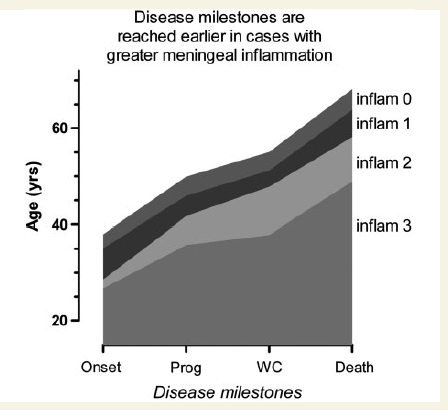 Disease milestones are
reached earlier in cases with
greater meningeal inflammation
Age (yrs)
60
40
20
inflam 0
inflam 1
inflam 2
inflam 3
Onset Prog WC Death
Disease milestones